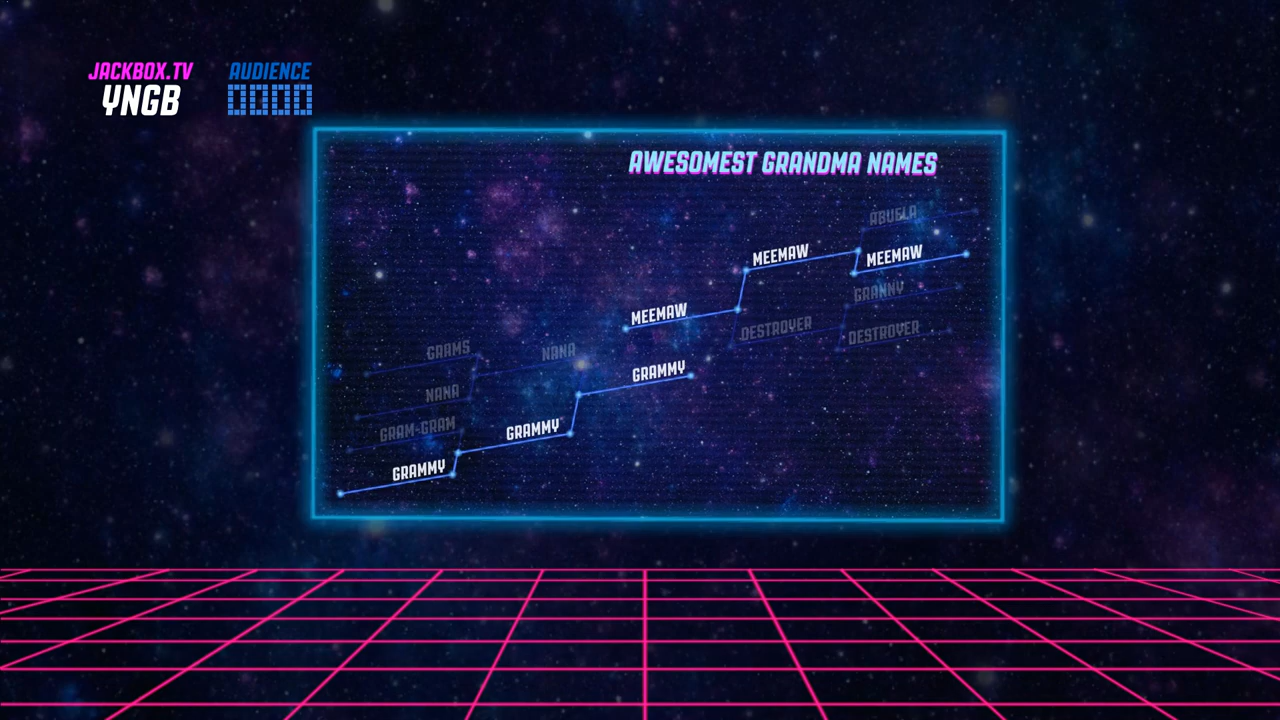 JACKBOX.TV
YNGB
AUDIENCE
0000
AWESOMEST GRANDMA NAMES
ABUELA
MEEMAW
MEEMAW
GRANNY
MEEMAW
DESTROYER
DESTROYER
GRAMS
NANA
GRAMMY
NANA
GRAM-GRAM
GRAMMY
GRAMMY